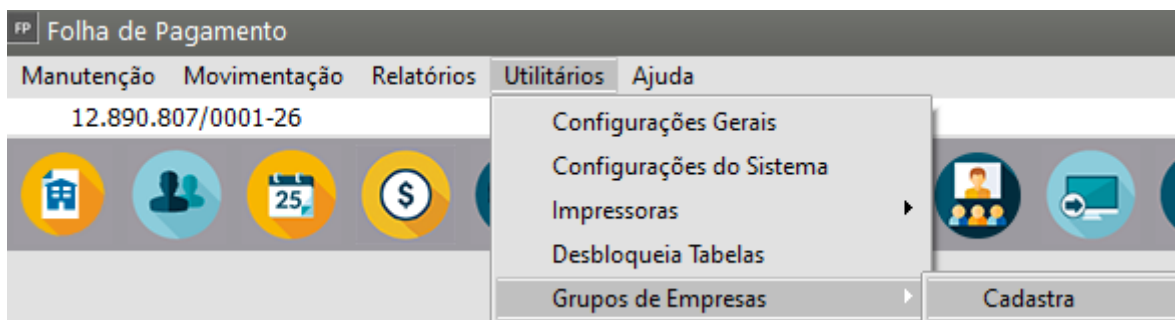 FP Folha de Pagamento
Manutenção Movimentação Relatórios Utilitários Ajuda
12.890.807/0001-26
Configurações Gerais
Configurações do Sistema
25
$
Impressoras
Desbloqueia Tabelas
Grupos de Empresas Cadastra